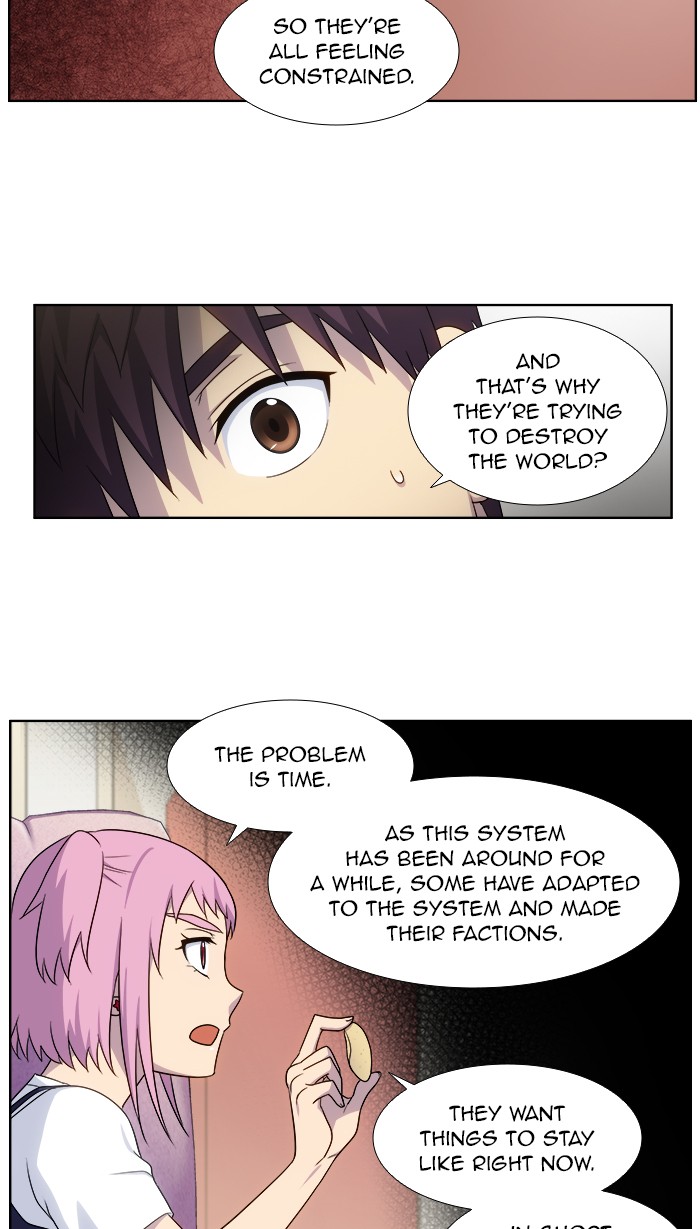 SO THEY'RE
ALL FEELING
CONSTRAINED.
AND
THAT'S WHY
THEY'RE TRYING
TO DESTROY
THE WORLD?
THE PROBLEM
IS TIME.
AS THIS SYSTEM
HAS BEEN AROUND FOR
A WHILE, SOME HAVE ADAPTED
TO THE SYSTEM AND MADE
THEIR FACTIONS.
THEY WANT
THINGS TO STAY
LIKE RIGHT NOW.